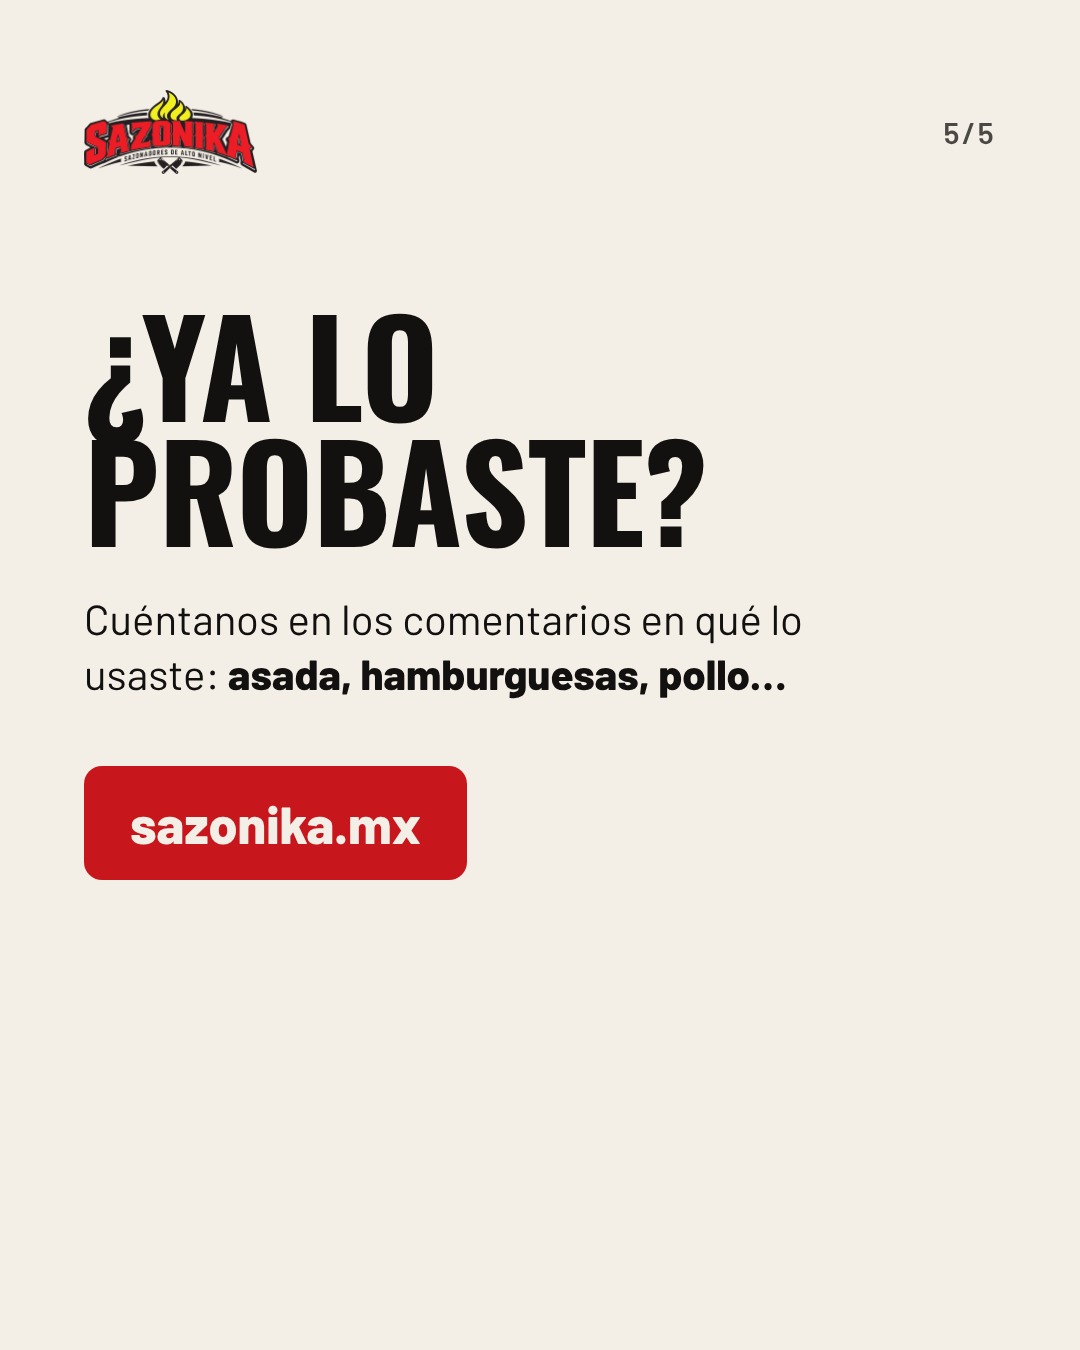 SAZONIKA
SAZONADORES DE ALTO NIVEL
5/5
¿YA LO
PROBASTE?
Cuéntanos en los comentarios en qué lo
usaste: asada, hamburguesas, pollo...
sazonika.mx